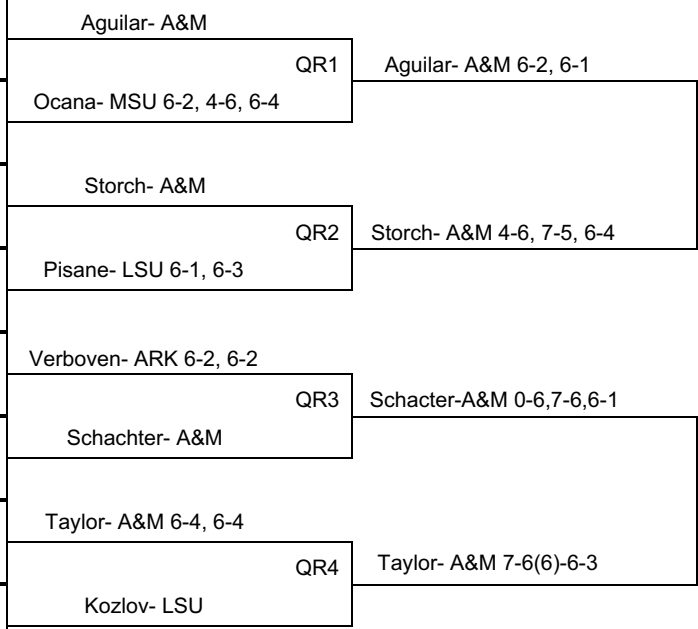 Aguilar- A&M
QR1
Aguilar- A&M 6-2, 6-1
Ocana- MSU 6-2, 4-6, 6-4
Storch- A&M
QR2
Storch- A&M 4-6, 7-5, 6-4
Pisane- LSU 6-1, 6-3
Verboven- ARK 6-2, 6-2
QR3
Schacter-A&M 0-6,7-6,6-1
Schachter- A&M
Taylor- A&M 6-4, 6-4
QR4
Taylor- A&M 7-6(6)-6-3
Kozlov- LSU